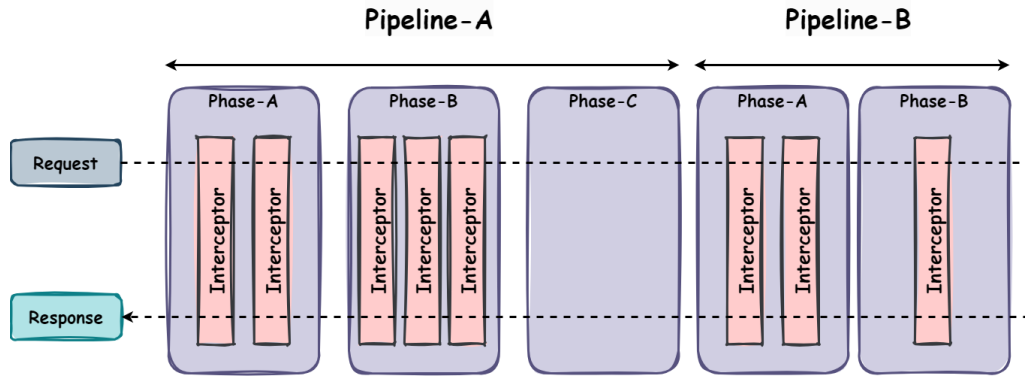 Pipeline-A
Pipeline-B
Phase-A
Phase-B
Phase-C
Phase-A
Phase-B
Request
Interceptor
Interceptor
Interceptor
Interceptor
Interceptor
Interceptor
Interceptor
Interceptor
Response